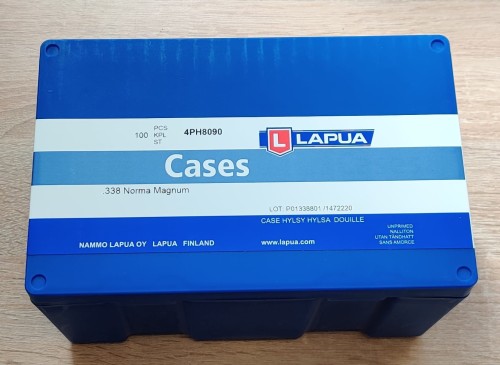 100 PCS KPL ST 4PH8090
L LAPUA
Cases
.338 Norma Magnum
LOT: P01338801 /1472220
CASE HYLSY HYLSA DOUILLE
NAMMO LAPUA OY LAPUA FINLAND
www.lapua.com
UNPRIMED
NALLITON
UTAN TÄNDHATT
SANS AMORCE